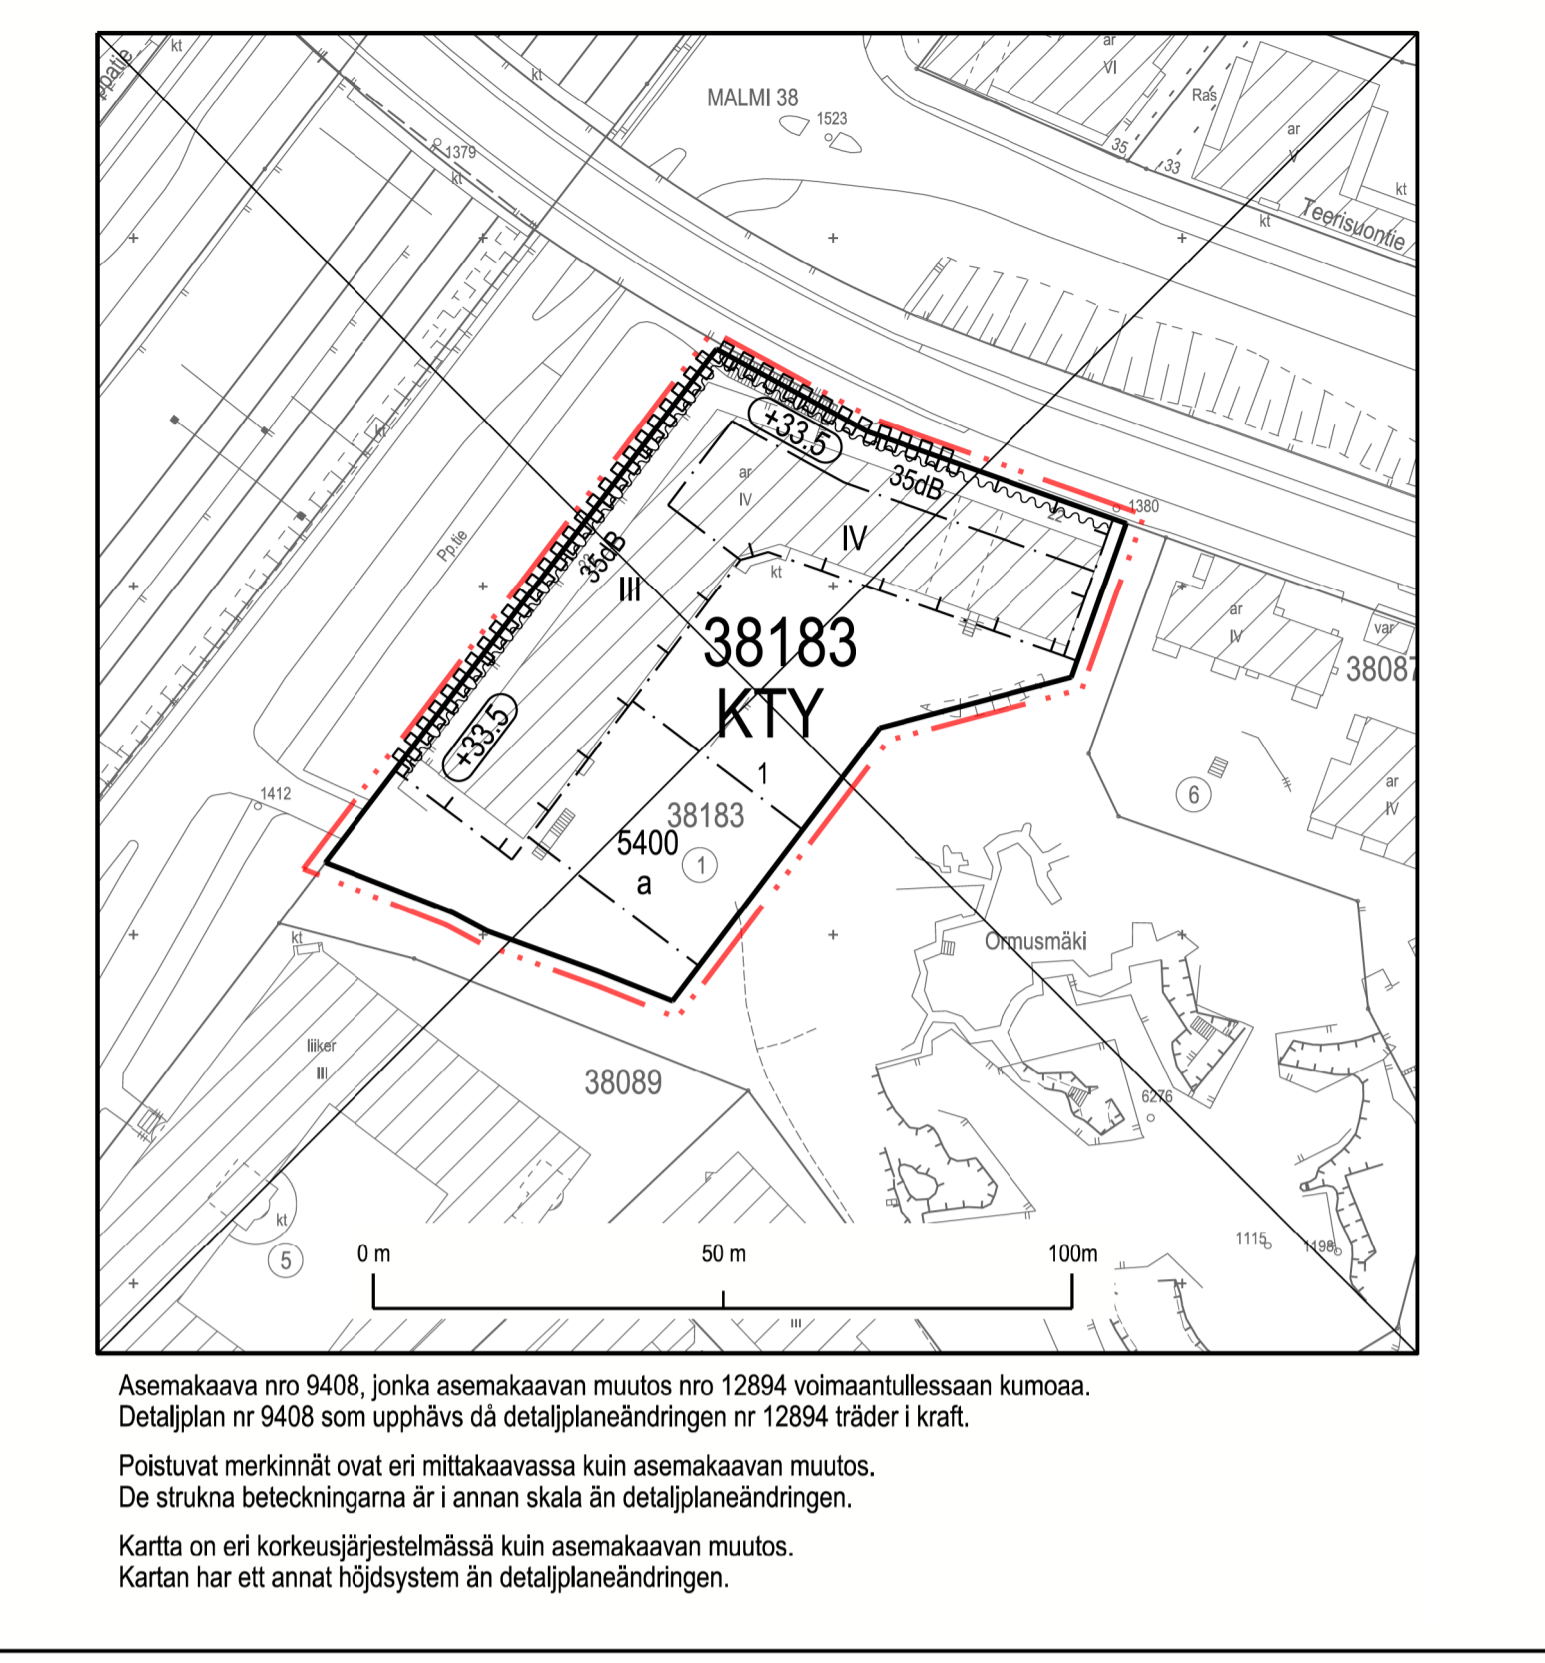 kt
kt
ar
VI
MALMI 38
1523
Ras
ar
V
1379
kt
35
33
kt
Teerisuontie
kt
kt
+33.5
ar
IV
35dB
22
1380
IV
Pp.tie
35dB
III
kt
ar
IV
var
38183
38087
KTY
+33.5
1
6
ar
IV
1412
38183
5400
1
a
kt
Ormusmäki
liiker
III
38089
6276
kt
5
1115
1198
0 m
50 m
100m
III
Asemakaava nro 9408, jonka asemakaavan muutos nro 12894 voimaantullessaan kumoaa.
Detaljplan nr 9408 som upphävs då detaljplaneändringen nr 12894 träder i kraft.
Poistuvat merkinnät ovat eri mittakaavassa kuin asemakaavan muutos.
De strukna beteckningarna är i annan skala än detaljplaneändringen.
Kartta on eri korkeusjärjestelmässä kuin asemakaavan muutos.
Kartan har ett annat höjdsystem än detaljplaneändringen.